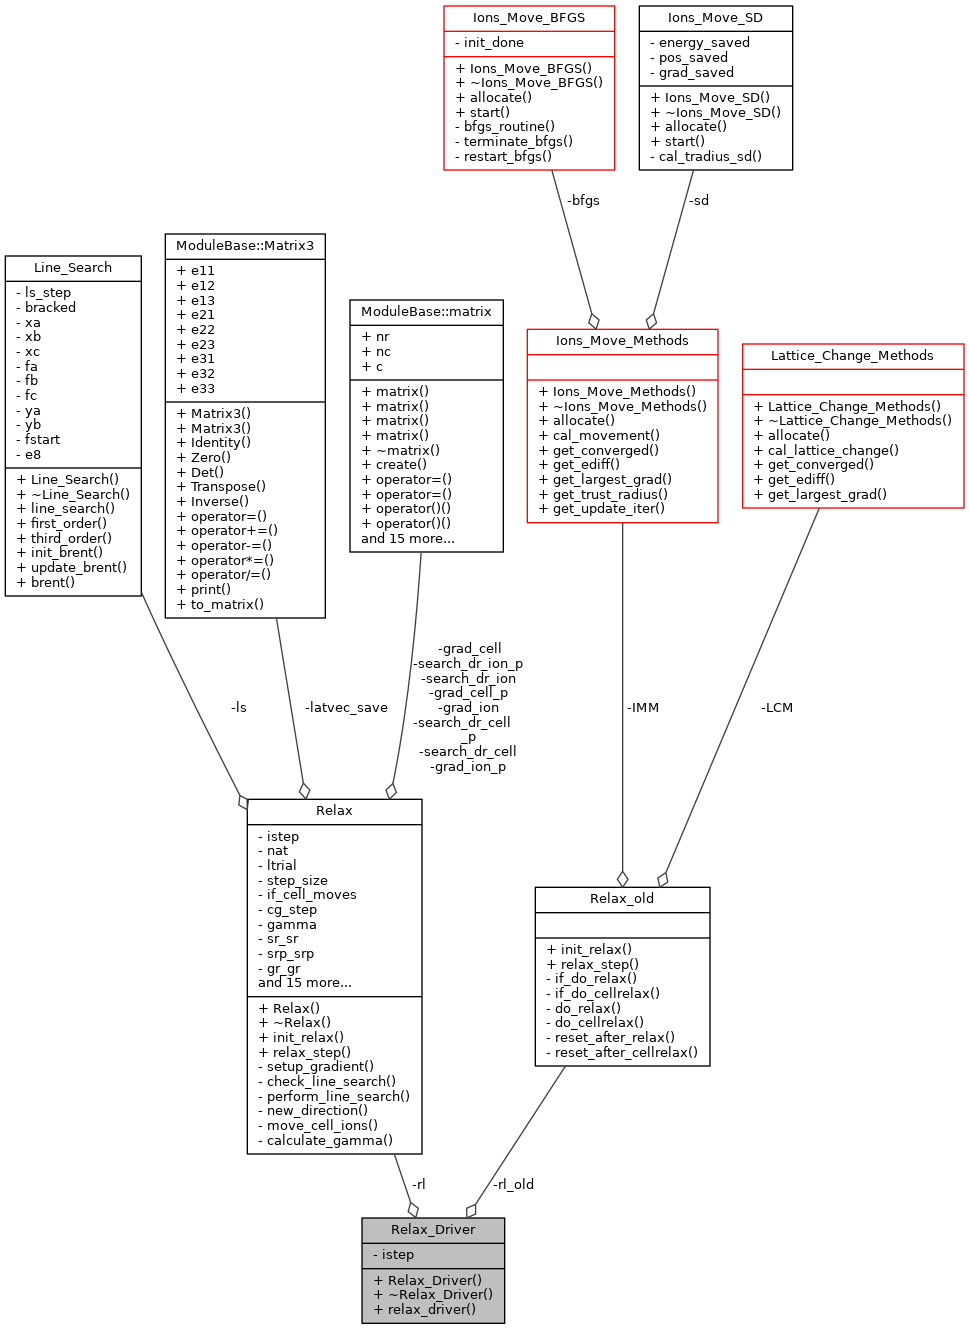 Ions_Move_BFGS
- init_done
+ Ions_Move_BFGS()
+ ~Ions_Move_BFGS()
+ allocate()
+ start()
- bfgs_routine()
- terminate_bfgs()
- restart_bfgs()
Ions_Move_SD
- energy_saved
- pos_saved
- grad_saved
+ Ions_Move_SD()
+ ~Ions_Move_SD()
+ allocate()
+ start()
- cal_tradius_sd()
-bfgs
-sd
Line_Search
- ls_step
- bracked
- xa
- xb
- xc
- fa
- fb
- fc
- ya
- yb
- fstart
- e8
+ Line_Search()
+ ~Line_Search()
+ line_search()
+ first_order()
+ third_order()
+ init_brent()
+ update_brent()
+ brent()
ModuleBase::Matrix3
+ e11
+ e12
+ e13
+ e21
+ e22
+ e23
+ e31
+ e32
+ e33
+ Matrix3()
+ Matrix3()
+ Identity()
+ Zero()
+ Det()
+ Transpose()
+ Inverse()
+ operator=()
+ operator+=()
+ operator-=()
+ operator*=()
+ operator/=()
+ print()
+ to_matrix()
ModuleBase::matrix
+ nr
+ nc
+ c
+ matrix()
+ matrix()
+ matrix()
+ matrix()
+ ~matrix()
+ create()
+ operator=()
+ operator=()
+ operator()()
+ operator()()
and 15 more...
Ions_Move_Methods
+ Ions_Move_Methods()
+ ~Ions_Move_Methods()
+ allocate()
+ cal_movement()
+ get_converged()
+ get_ediff()
+ get_largest_grad()
+ get_trust_radius()
+ get_update_iter()
Lattice_Change_Methods
+ Lattice_Change_Methods()
+ ~Lattice_Change_Methods()
+ allocate()
+ cal_lattice_change()
+ get_converged()
+ get_ediff()
+ get_largest_grad()
-ls
-latvec_save
-grad_cell
-search_dr_ion_p
-search_dr_ion
-grad_cell_p
-grad_ion
-search_dr_cell
_p
-search_dr_cell
-grad_ion_p
-IMM
-LCM
Relax
- istep
- nat
- ltrial
- step_size
- if_cell_moves
- cg_step
- gamma
- sr_sr
- srp_srp
- gr_gr
and 15 more...
+ Relax()
+ ~Relax()
+ init_relax()
+ relax_step()
- setup_gradient()
- check_line_search()
- perform_line_search()
- new_direction()
- move_cell_ions()
- calculate_gamma()
Relax_old
+ init_relax()
+ relax_step()
- if_do_relax()
- if_do_cellrelax()
- do_relax()
- do_cellrelax()
- reset_after_relax()
- reset_after_cellrelax()
-rl
-rl_old
Relax_Driver
- istep
+ Relax_Driver()
+ ~Relax_Driver()
+ relax_driver()